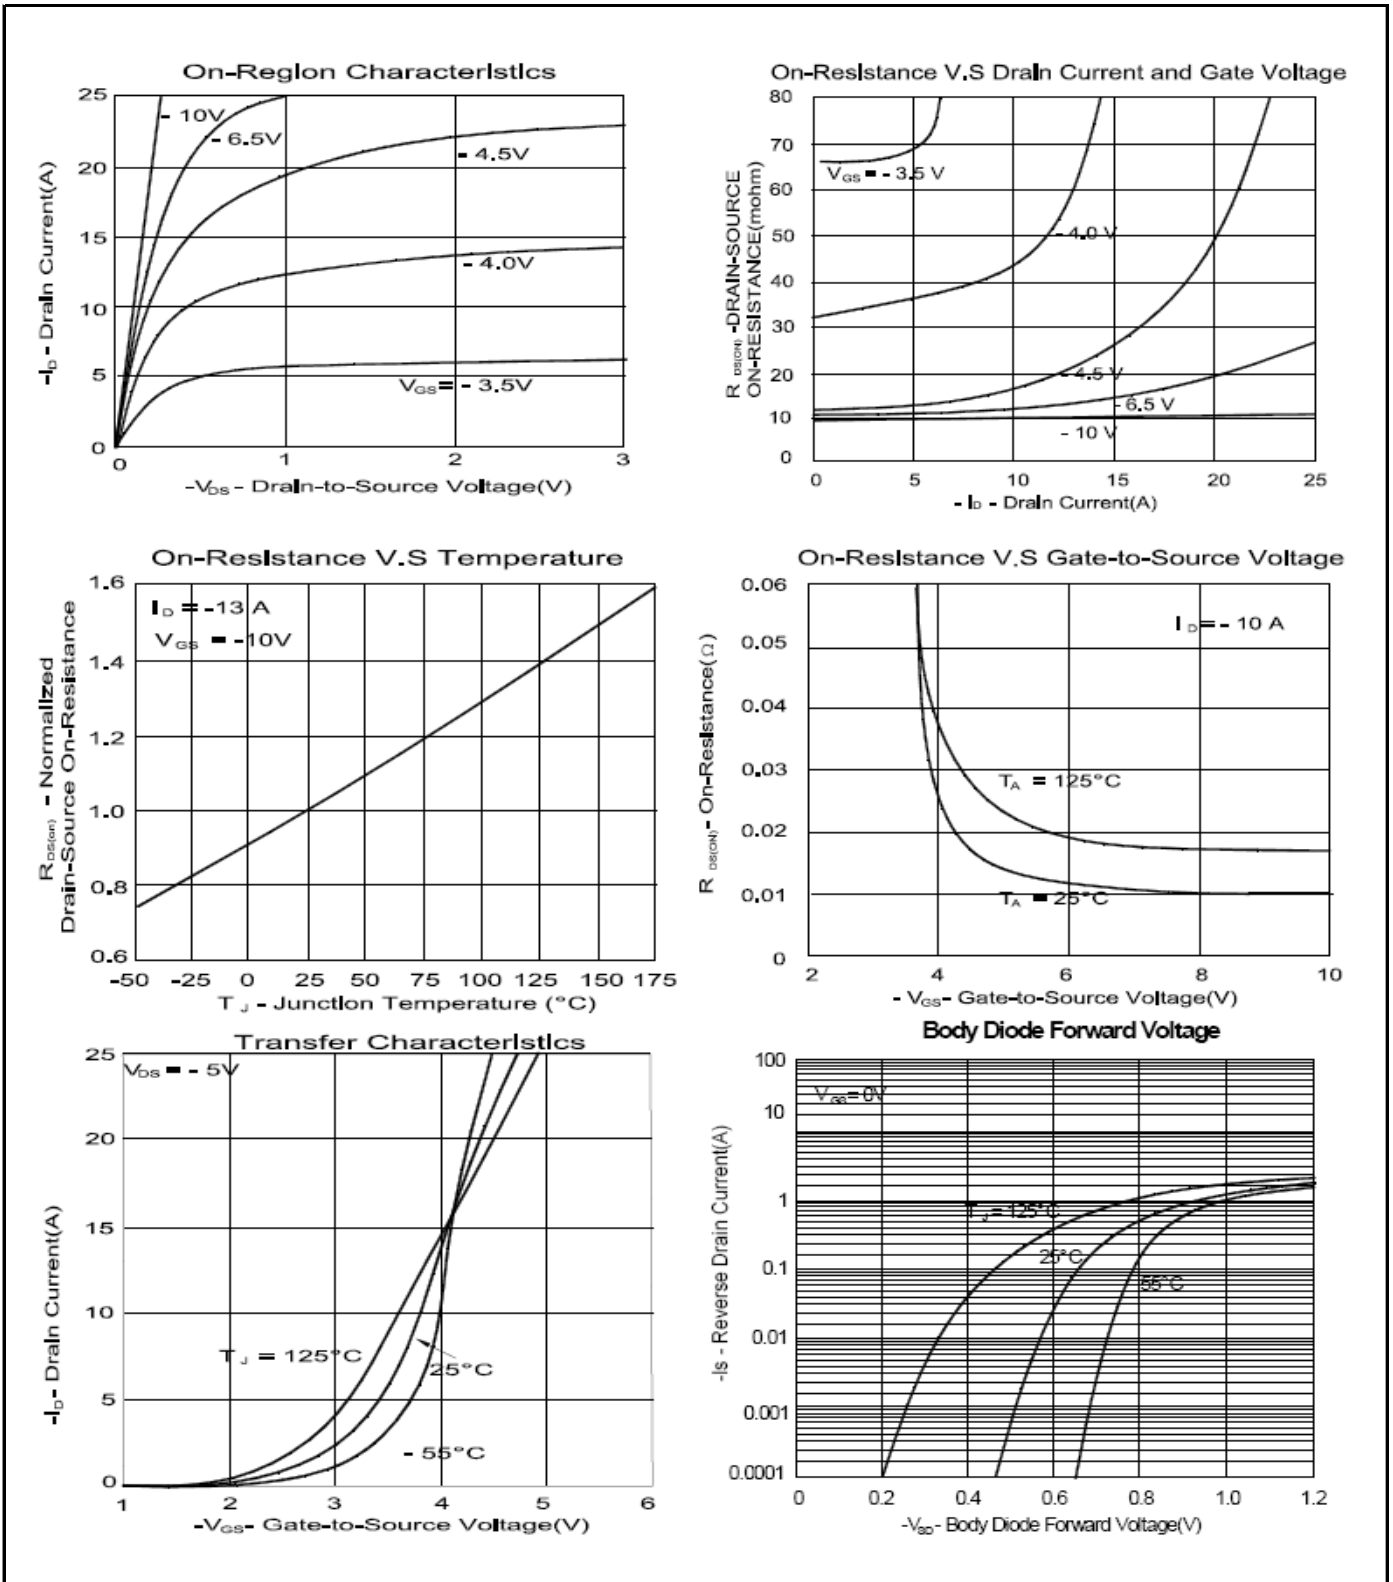 On-Region Characteristics
25
20
15
10
5
0
-ID - Drain Current(A)
- 10V
- 6.5V
- 4.5V
- 4.0V
VGS= - 3.5V
0 1 2 3
-VDS - Drain-to-Source Voltage(V)
On-Resistance V.S Drain Current and Gate Voltage
80
70
60
50
40
30
20
10
0
R DS(ON) -DRAIN-SOURCE
ON-RESISTANCE(mohm)
VGS= - 3.5 V
- 4.0 V
- 4.5 V
- 6.5 V
- 10 V
0 5 10 15 20 25
- ID - Drain Current(A)
On-Resistance V.S Temperature
1.6
1.4
1.2
1.0
0.8
0.6
RDS(on) - Normalized
Drain-Source On-Resistance
ID = -13 A
VGS = -10V
-50 -25 0 25 50 75 100 125 150 175
TJ - Junction Temperature (°C)
On-Resistance V.S Gate-to-Source Voltage
0.06
0.05
0.04
0.03
0.02
0.01
0
R DS(ON) - On-Resistance(Ω)
ID= - 10 A
TA = 125°C
TA = 25°C
2 4 6 8 10
- VGS- Gate-to-Source Voltage(V)
Transfer Characteristics
25
20
15
10
5
0
-ID- Drain Current(A)
VDS = - 5V
TJ = 125°C
25°C
- 55°C
1 2 3 4 5 6
-VGS- Gate-to-Source Voltage(V)
Body Diode Forward Voltage
100
10
1
0.1
0.01
0.001
0.0001
-Is - Reverse Drain Current(A)
VGS= 0V
TJ=125°C
25°C
55°C
0 0.2 0.4 0.6 0.8 1.0 1.2
-VSD- Body Diode Forward Voltage(V)